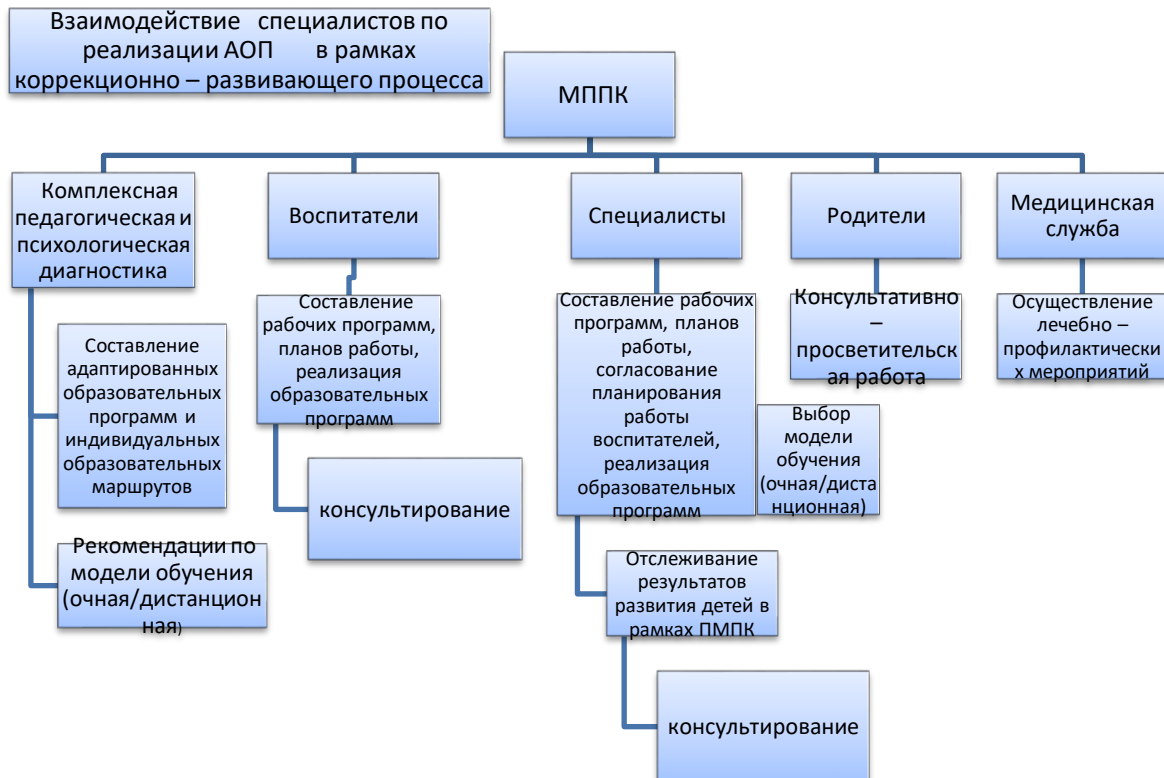 Взаимодействие специалистов по
реализации АОП в рамках
коррекционно – развивающего процесса
МППК
Комплексная
педагогическая и
психологическая
диагностика
Воспитатели
Специалисты
Родители
Медицинская
служба
Составление
адаптированных
образовательных
программ и
индивидуальных
образовательных
маршрутов
Рекомендации по
модели обучения
(очная/дистанцион
ная)
Составление
рабочих программ,
планов работы,
реализация
образовательных
программ
консультирование
Составление рабочих
программ, планов
работы,
согласование
планирования
работы
воспитателей,
реализация
образовательных
программ
Отслеживание
результатов
развития детей в
рамках ПМПК
консультирование
Консультативно
–
просветительск
ая работа
Выбор
модели
обучения
(очная/диста
нционная)
Осуществление
лечебно –
профилактически
х мероприятий